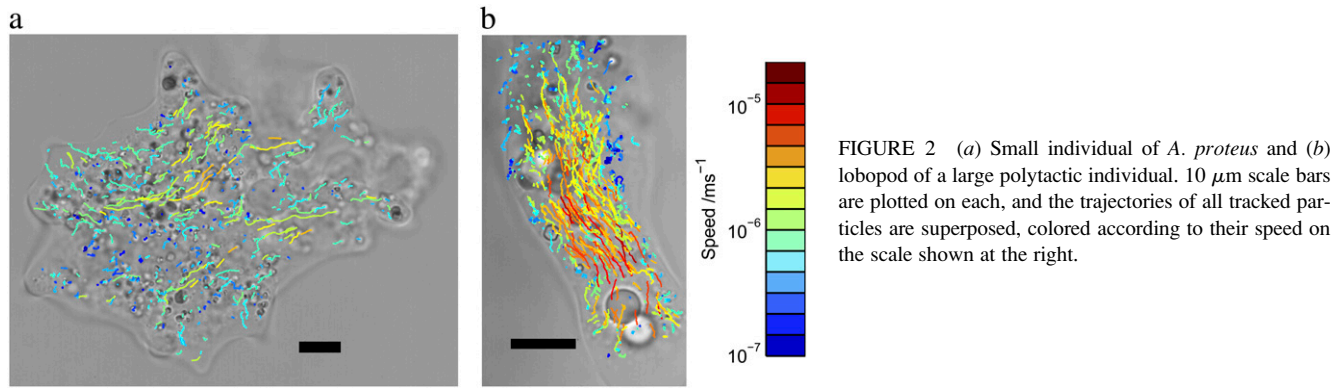 a
b
10⁻⁵
10⁻⁶
10⁻⁷
Speed /ms⁻¹
FIGURE 2 (a) Small individual of A. proteus and (b)
lobopod of a large polytactic individual. 10 μm scale bars
are plotted on each, and the trajectories of all tracked par-
ticles are superposed, colored according to their speed on
the scale shown at the right.